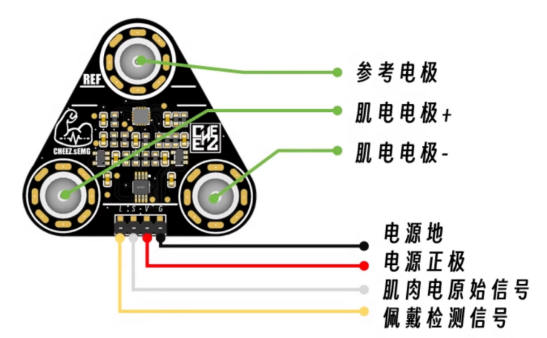 REF
参考电极
肌电电极+
CHEEZ.sEMG
CHEEZ
肌电电极-
L S V G
电源地
电源正极
肌肉电原始信号
佩戴检测信号